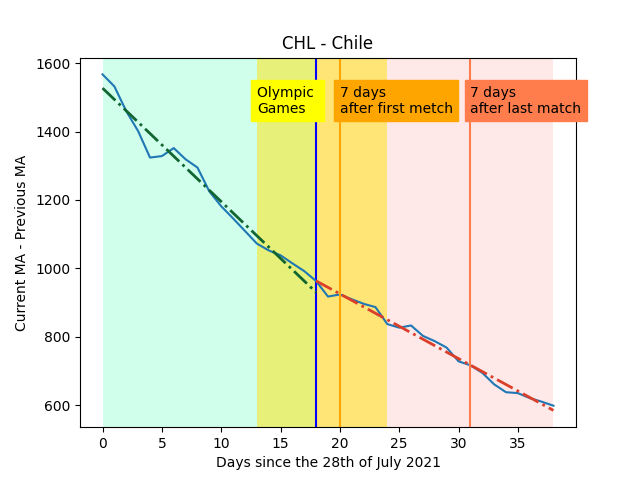 CHL - Chile
Olympic
Games
7 days
after first metch
7 days
after last match
Current MA - Previous MA
1600
1400
1200
1000
800
600
0 5 10 15 20 25 30 35
Days since the 28th of July 2021